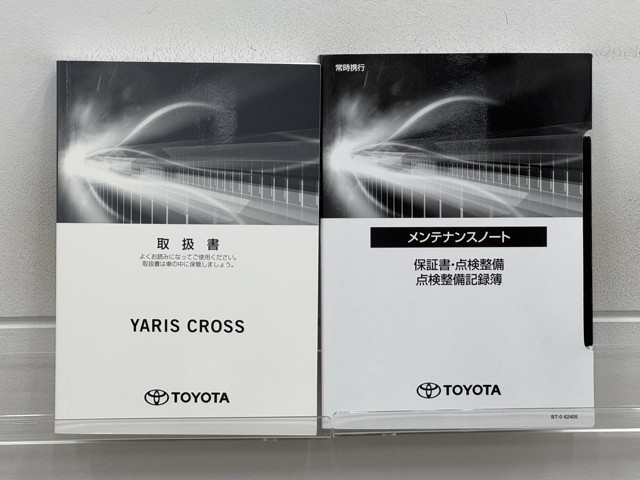 取扱書
よくお読みになってご使用ください。
取扱書は車の中に保管しましょう。
YARIS CROSS
TOYOTA
常時携行
メンテナンスノート
保証書・点検整備
点検整備記録簿
TOYOTA
BT-0 62405